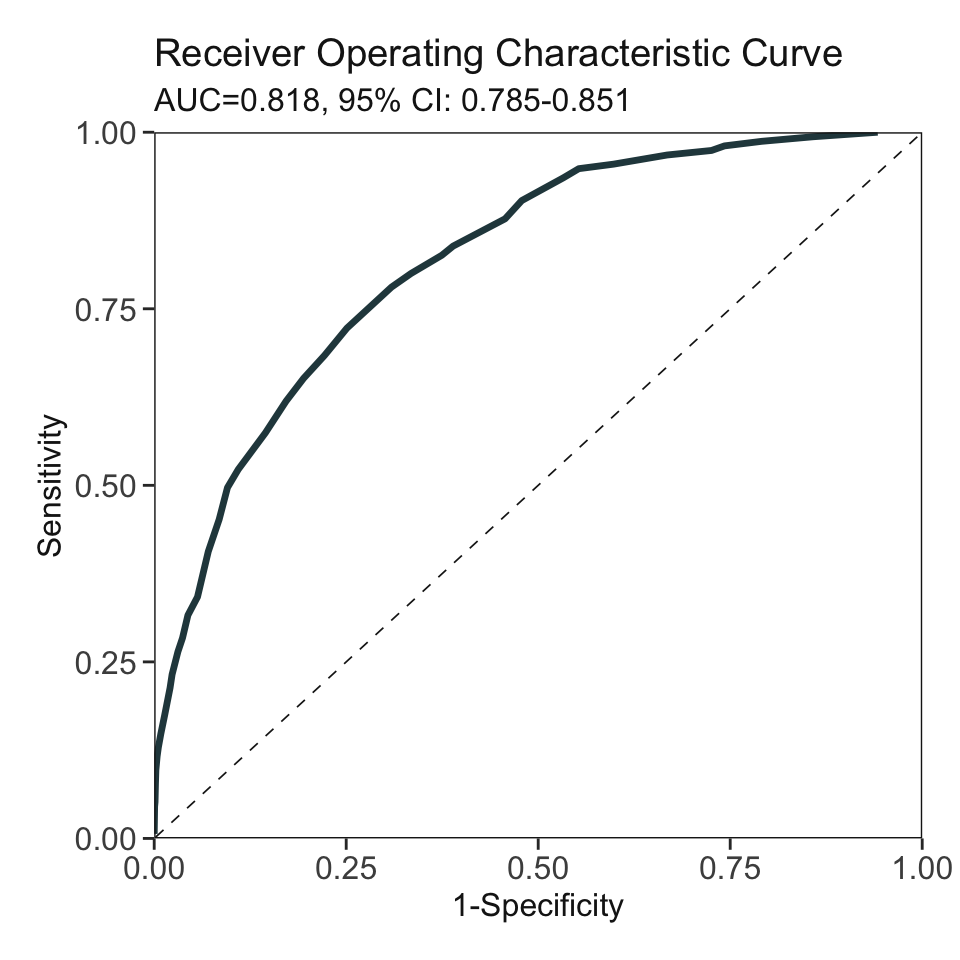 Receiver Operating Characteristic Curve
AUC=0.818, 95% CI: 0.785-0.851
1.00
0.75
0.50
0.25
0.00
Sensitivity
0.00 0.25 0.50 0.75 1.00
1-Specificity